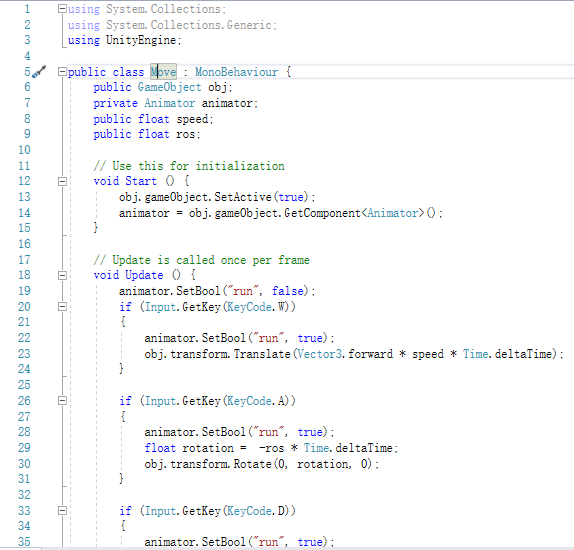 1 using System.Collections;
2 using System.Collections.Generic;
3 using UnityEngine;
4
5 public class Move : MonoBehaviour {
6 public GameObject obj;
7 private Animator animator;
8 public float speed;
9 public float ros;
10
11 // Use this for initialization
12 void Start () {
13 obj.gameObject.SetActive(true);
14 animator = obj.gameObject.GetComponent<Animator>();
15 }
16
17 // Update is called once per frame
18 void Update () {
19 animator.SetBool("run", false);
20 if (Input.GetKey(KeyCode.W))
21 {
22 animator.SetBool("run", true);
23 obj.transform.Translate(Vector3.forward * speed * Time.deltaTime);
24 }
25
26 if (Input.GetKey(KeyCode.A))
27 {
28 animator.SetBool("run", true);
29 float rotation = -ros * Time.deltaTime;
30 obj.transform.Rotate(0, rotation, 0);
31 }
32
33 if (Input.GetKey(KeyCode.D))
34 {
35 animator.SetBool("run", true);